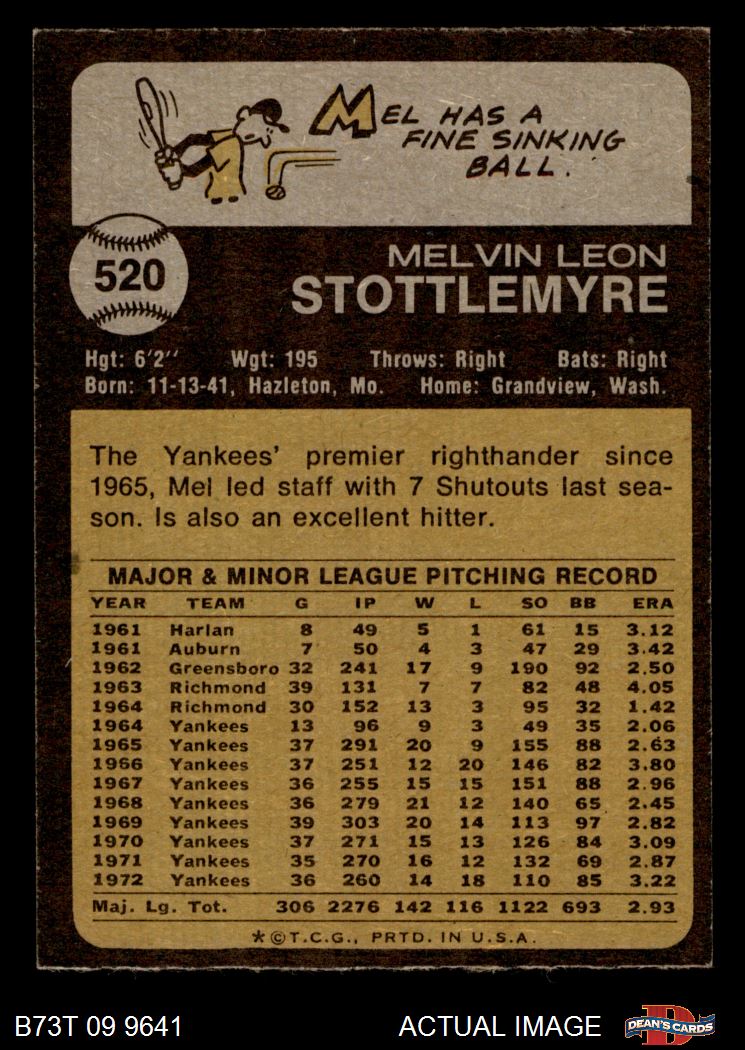 MEL HAS A
FINE SINKING
BALL.
520
MELVIN LEON
STOTTLEMYRE
Hgt: 6'2" Wgt: 195 Throws: Right Bats: Right
Born: 11-13-41, Hazleton, Mo. Home: Grandview, Wash.
The Yankees' premier righthander since
1965, Mel led staff with 7 Shutouts last sea-
son. Is also an excellent hitter.
MAJOR & MINOR LEAGUE PITCHING RECORD
YEAR TEAM G IP W L SO BB ERA
1961 Harlan 8 49 5 1 61 15 3.12
1961 Auburn 7 50 4 3 47 29 3.42
1962 Greensboro 32 241 17 9 190 92 2.50
1963 Richmond 39 131 7 7 82 48 4.05
1964 Richmond 30 152 13 3 95 32 1.42
1964 Yankees 13 96 9 3 49 35 2.06
1965 Yankees 37 291 20 9 155 88 2.63
1966 Yankees 37 251 12 20 146 82 3.80
1967 Yankees 36 255 15 15 151 88 2.96
1968 Yankees 36 279 21 12 140 65 2.45
1969 Yankees 39 303 20 14 113 97 2.82
1970 Yankees 37 271 15 13 126 84 3.09
1971 Yankees 35 270 16 12 132 69 2.87
1972 Yankees 36 260 14 18 110 85 3.22
Maj. Lg. Tot. 306 2276 142 116 1122 693 2.93
*©T.C.G., PRTD. IN U.S.A.
B73T 09 9641 ACTUAL IMAGE D DEAN'S CARDS